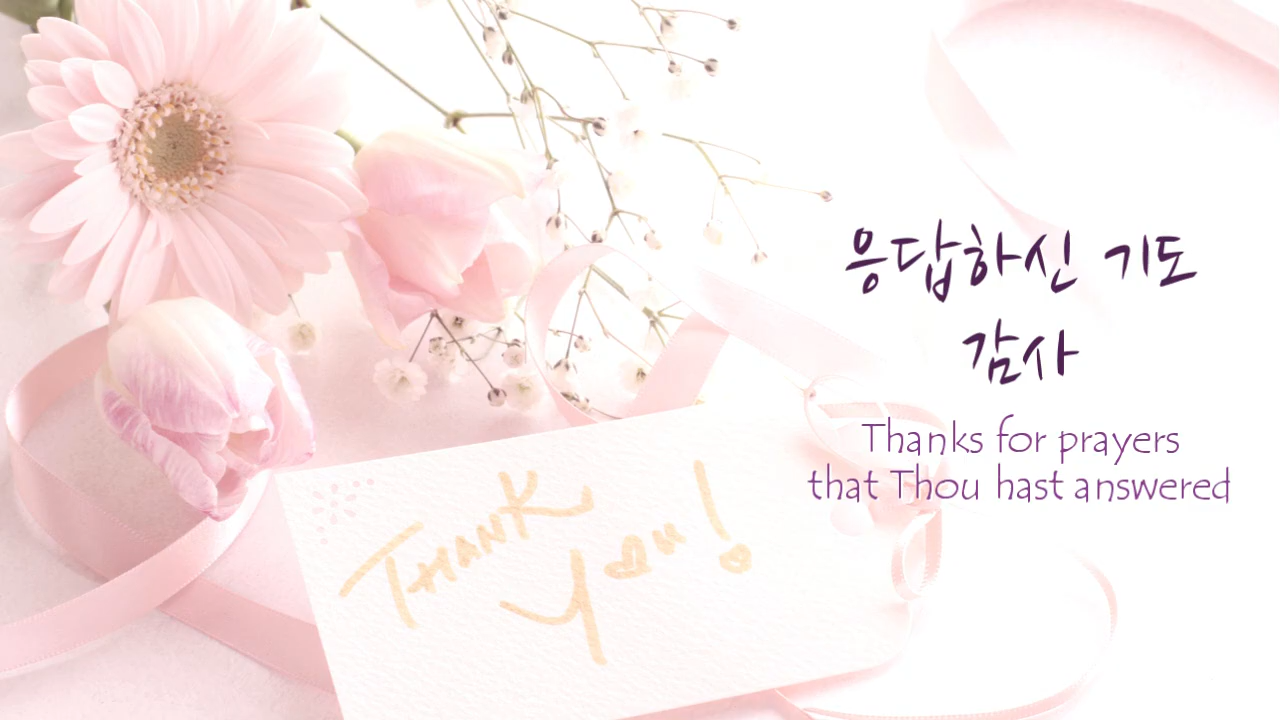 응답하신 기도
감사
Thanks for prayers
that Thou hast answered
THANK
YOU!